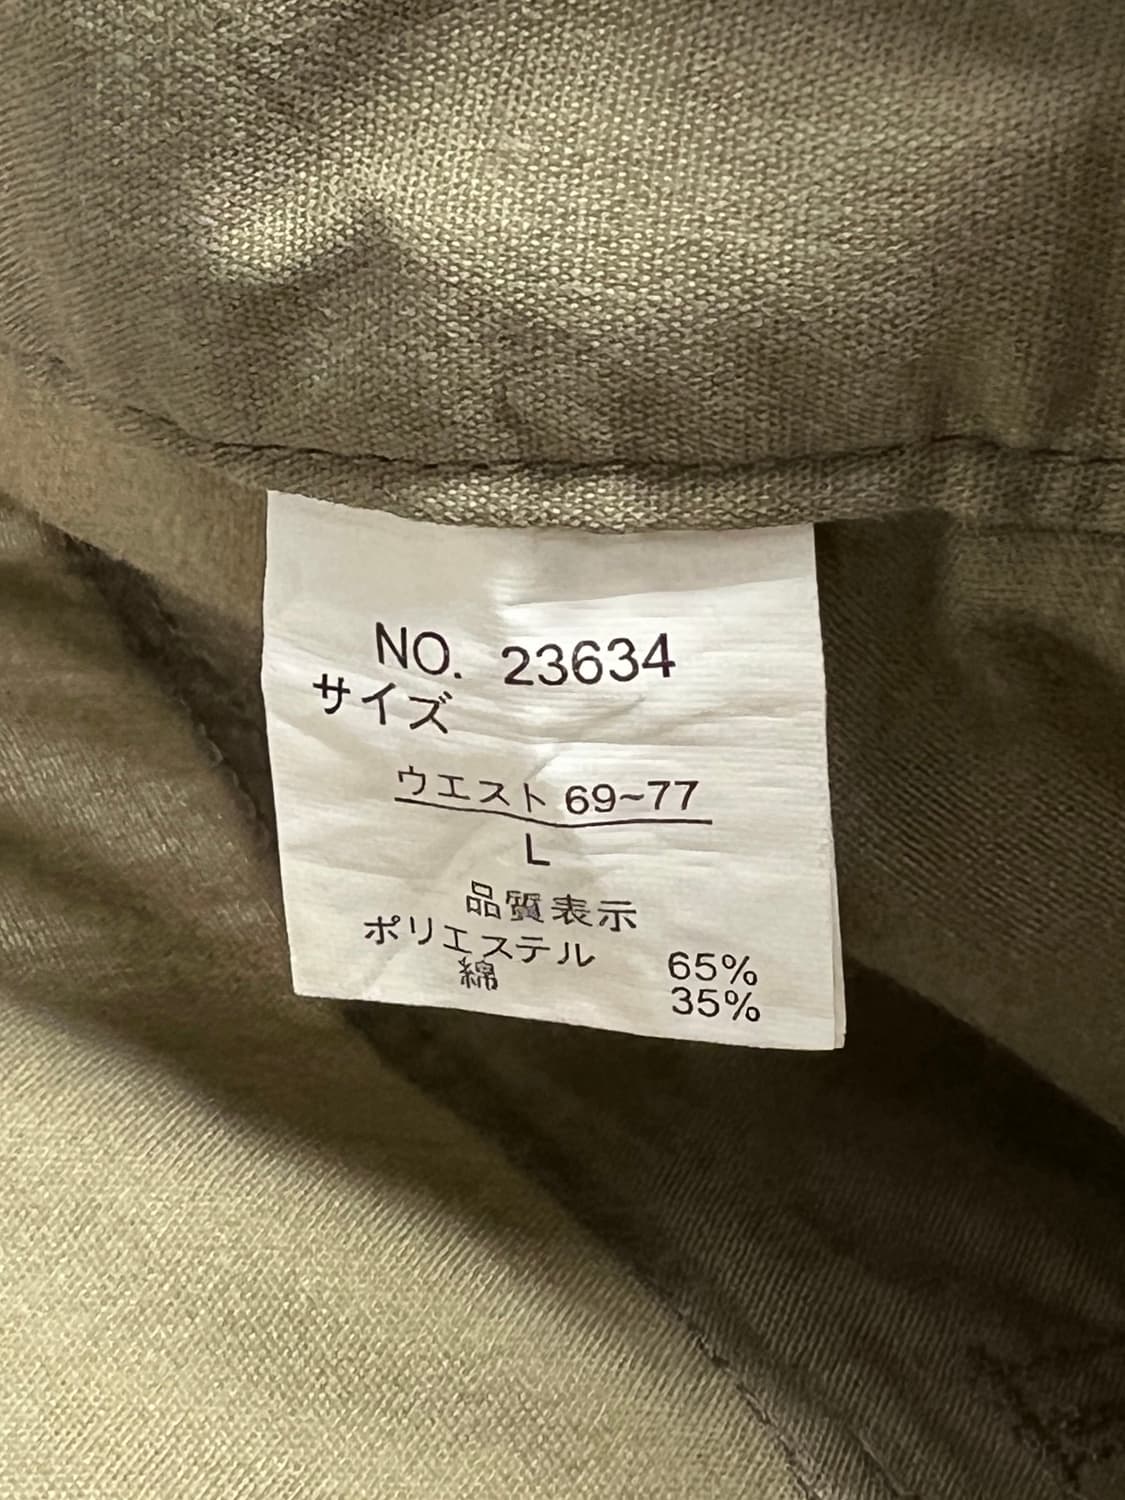 NO. 23634
サイズ
ウエスト 69~77
L
品質表示
ポリエステル 65%
綿 35%